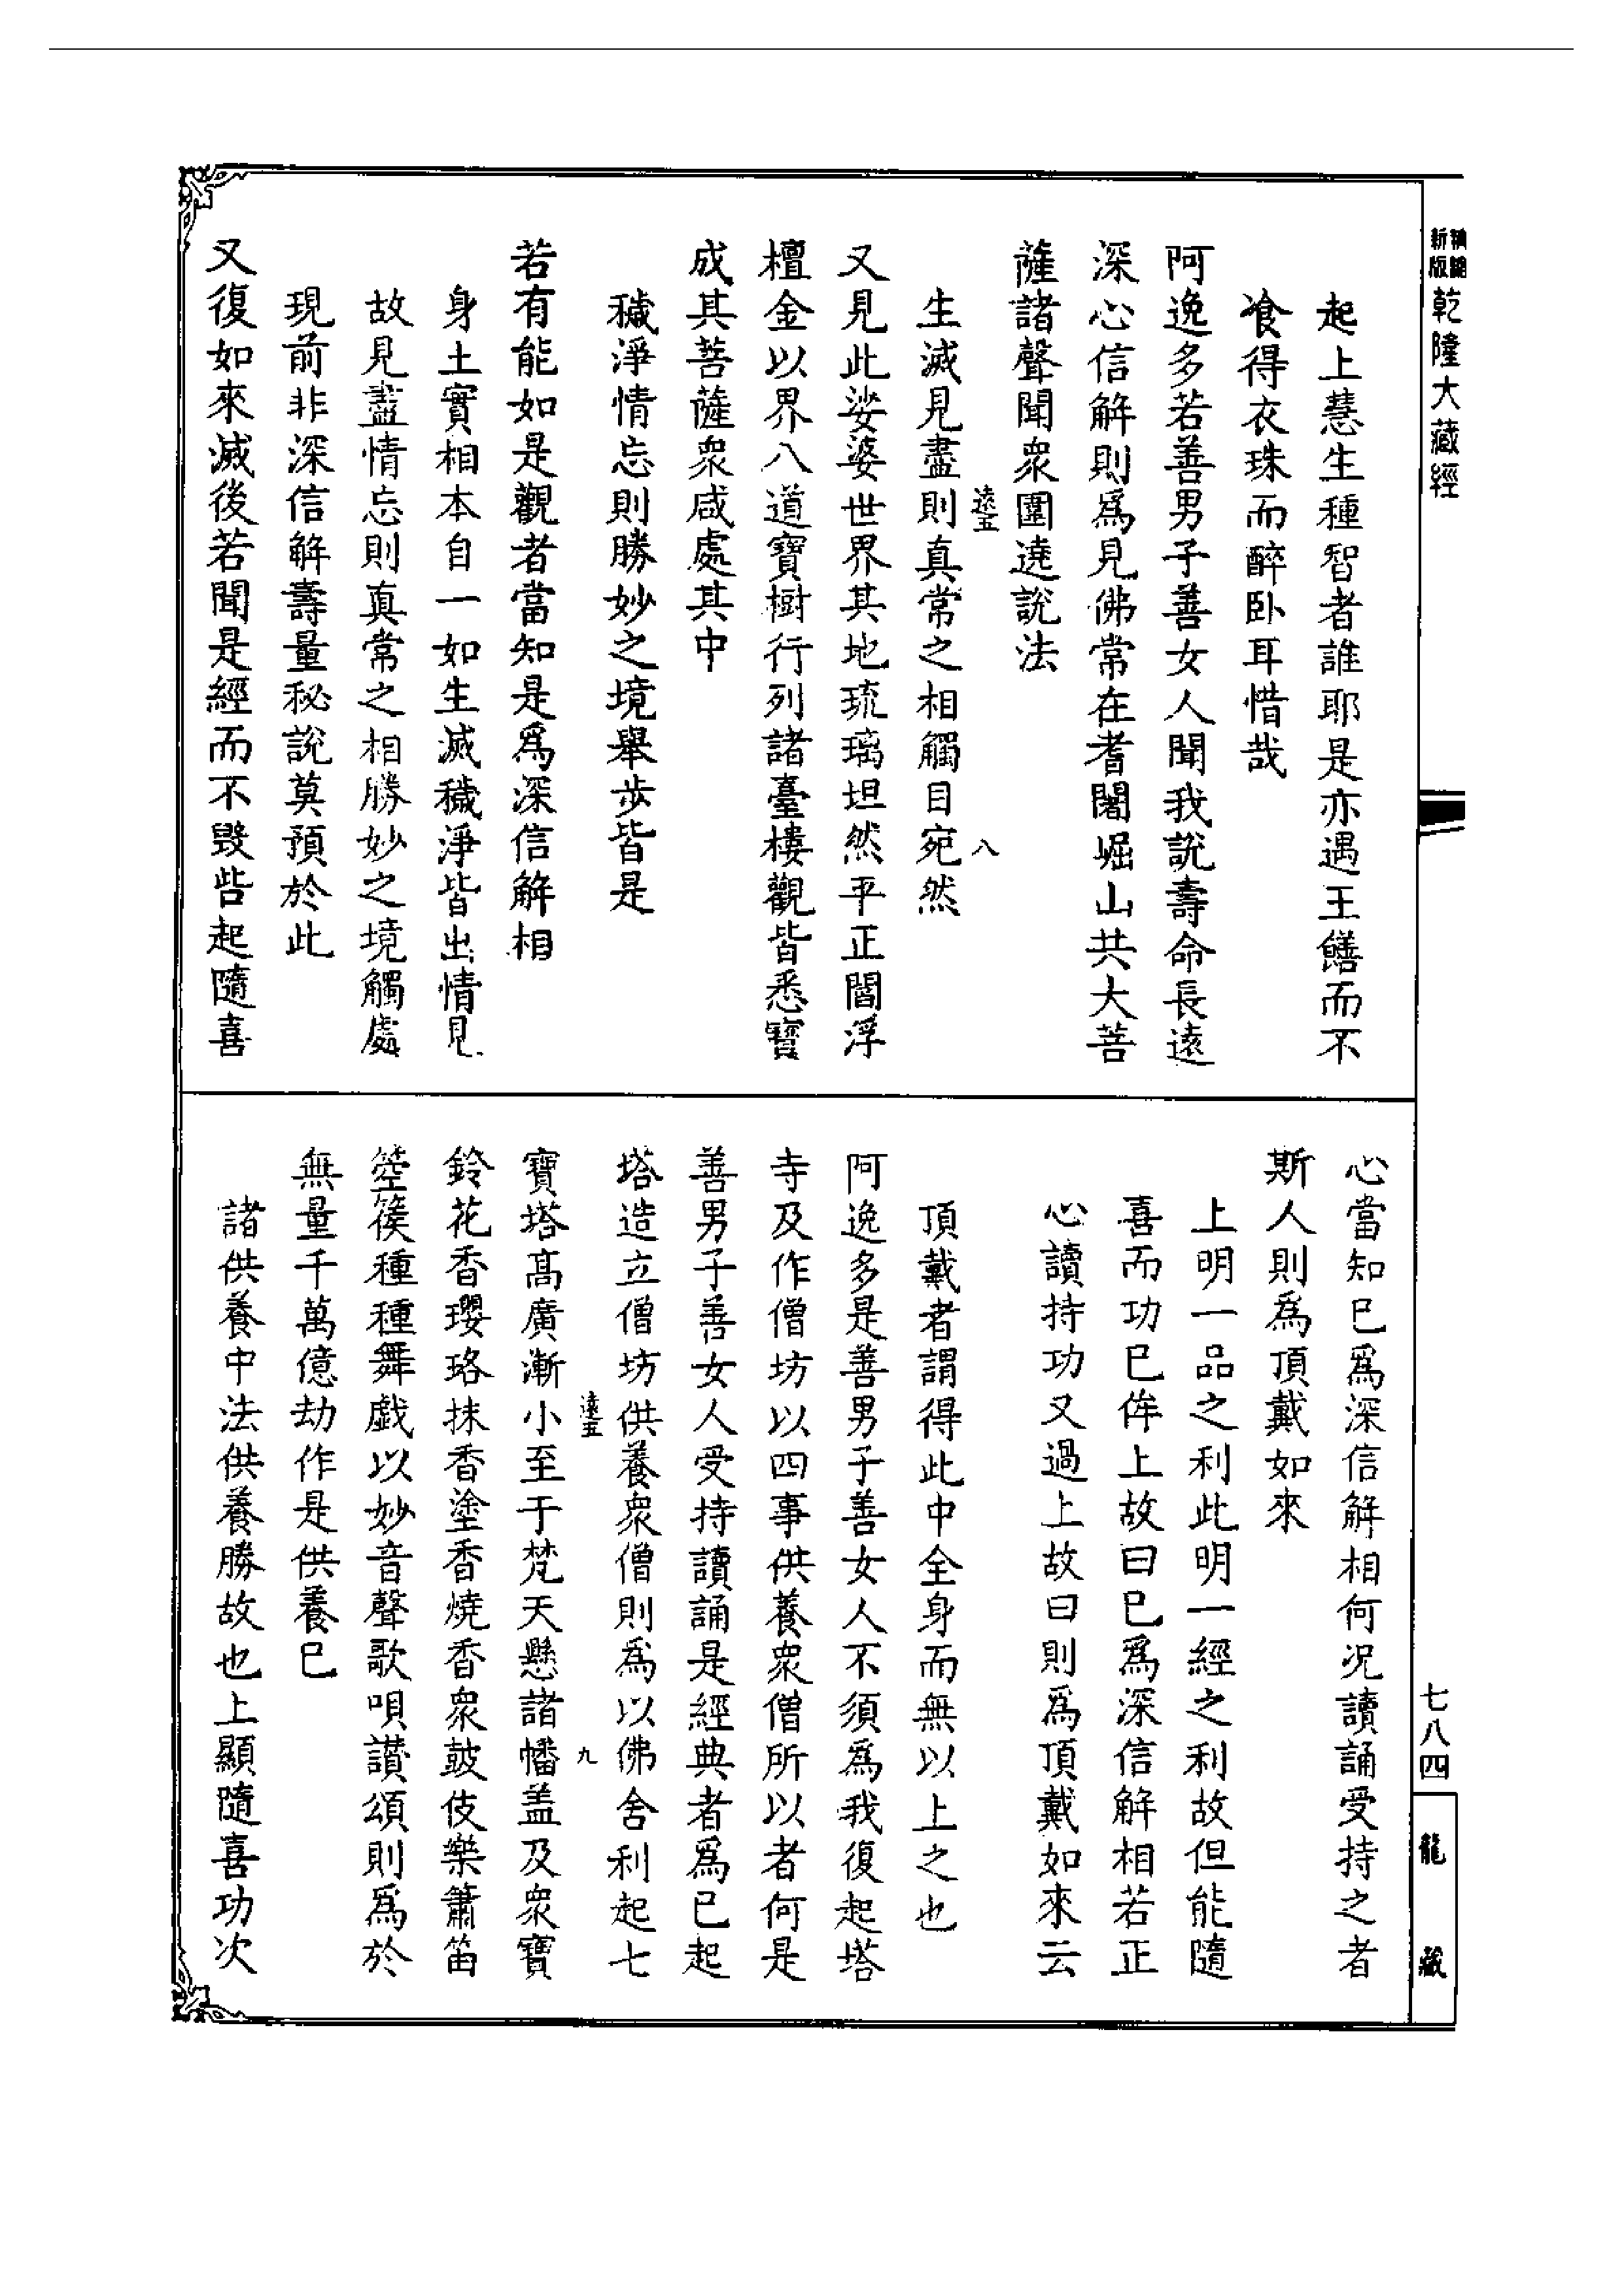 新版
乾隆大藏經
起上慧生種智者誰耶是亦遇王饍而不
飡得衣珠而醉卧耳惜哉
阿逸多若善男子善女人聞我說壽命長遠
深心信解則爲見佛常在耆闍崛山共大菩
薩諸聲聞衆圍遶說法
遠五
八
生滅見盡則真常之相觸目宛然
又見此娑婆世界其地琉璃坦然平正閻浮
檀金以界八道寶樹行列諸臺樓觀皆悉寶
成其菩薩衆咸處其中
穢淨情忘則勝妙之境舉步皆是
若有能如是觀者當知是爲深信解相
身土實相本自一如生滅穢淨皆出情見
故見盡情忘則真常之相勝妙之境觸處
現前非深信解壽量秘說莫預於此
又復如來滅後若聞是經而不毀呰起隨喜
心當知已爲深信解相何况讀誦受持之者
斯人則爲頂戴如來
上明一品之利此明一經之利故但能隨
喜而功已侔上故曰已爲深信解相若正
心讀持功又過上故曰則爲頂戴如來云
頂戴者謂得此中全身而無以上之也
阿逸多是善男子善女人不須爲我復起塔
寺及作僧坊以四事供養衆僧所以者何是
善男子善女人受持讀誦是經典者爲已起
塔造立僧坊供養衆僧則爲以佛舍利起七
遠五
九
寶塔高廣漸小至于梵天懸諸幡盖及衆寶
鈴花香瓔珞抹香塗香燒香衆鼓伎樂簫笛
箜篌種種舞戲以妙音聲歌唄讚頌則爲於
無量千萬億劫作是供養已
諸供養中法供養勝故也上顯隨喜功次
七八四
龍藏